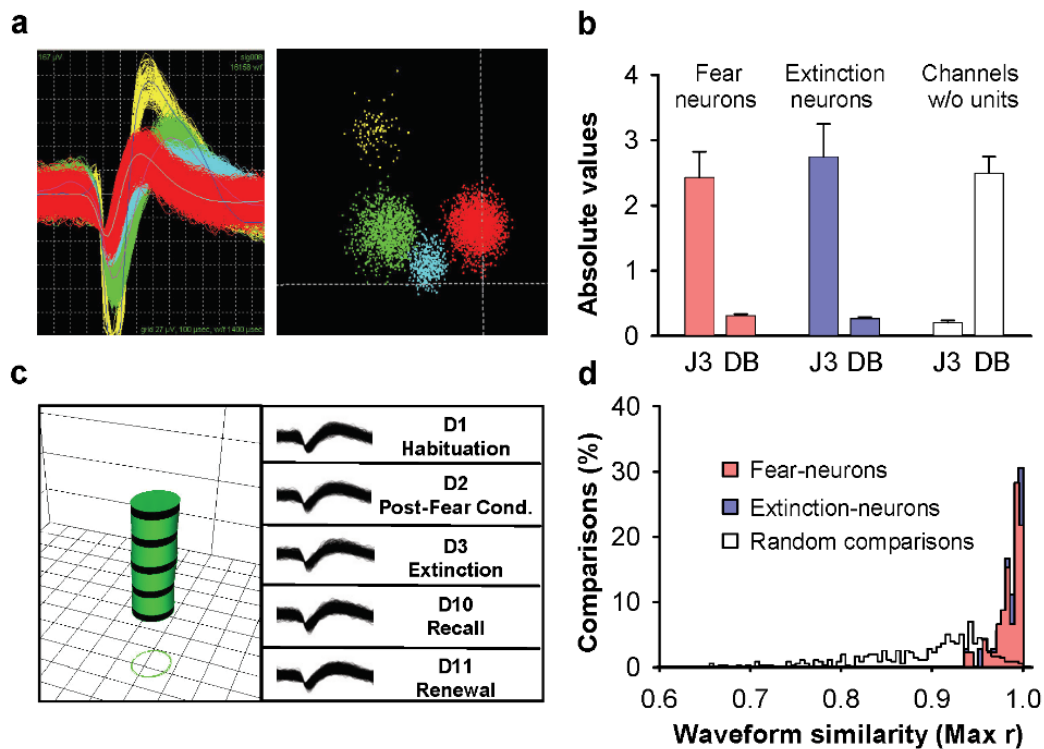 a
167 µV
sig006
16158 wf
grid 27 µV, 100 µsec, wf 1400 µsec
b
Absolute values
4
3
2
1
0
Fear
neurons
Extinction
neurons
Channels
w/o units
J3 DB
J3 DB
J3 DB
c
D1
Habituation
D2
Post-Fear Cond.
D3
Extinction
D10
Recall
D11
Renewal
d
Comparisons (%)
40
30
20
10
0
Fear-neurons
Extinction-neurons
Random comparisons
0.6 0.7 0.8 0.9 1.0
Waveform similarity (Max r)